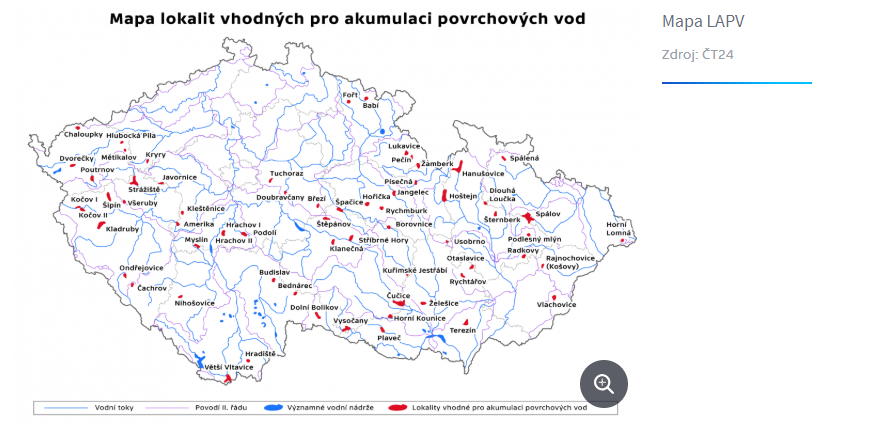 Mapa lokalit vhodných pro akumulaci povrchových vod
Mapa LAPV
Zdroj: ČT24
Fořt
Babí
Chaloupky
Hlubocká Pila
Lukavice
Dvorečky
Mětikalov
Kryry
Pěčín
Žamberk
Spálená
Poutrnov
Hanušovice
Javornice
Tuchoraz
Písečná
Strážiště
Dlouhá
Loučka
Kočov I
Šipín
Všeruby
Doubravčany
Březí
Hořička
Jangelec
Hoštejn
Špačice
Kočov II
Kleštěnice
Rychmburk
Šternberk
Spálov
Kladruby
Amerika
Hrachov I
Štěpánov
Borovnice
Horní
Lomná
Podolí
Myslín
Hrachov II
Klanečná
Stříbrné Hory
Usobrno
Podlesný mlýn
Radkovy
Otaslavice
Rajnochovice
(Košovy)
Ondřejovice
Budislav
Kuřimské Jestřábí
Čachrov
Bednárec
Rychtářov
Nihošovice
Čučice
Želešice
Vlachovice
Dolní Bolíkov
Vysočany
Horní Kounice
Terezín
Plaveč
Hradiště
Větší Vltavice
Vodní toky
Povodí II. řádu
Významné vodní nádrže
Lokality vhodné pro akumulaci povrchových vod